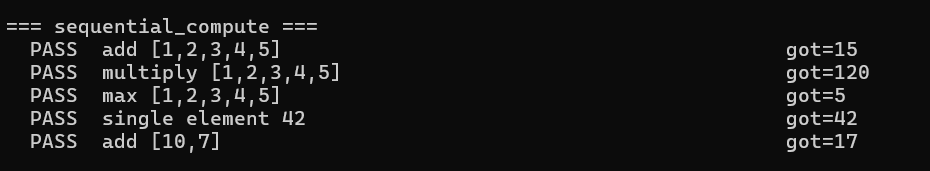 === sequential_compute ===
PASS  add [1,2,3,4,5]                                          got=15
PASS  multiply [1,2,3,4,5]                                     got=120
PASS  max [1,2,3,4,5]                                          got=5
PASS  single element 42                                        got=42
PASS  add [10,7]                                               got=17